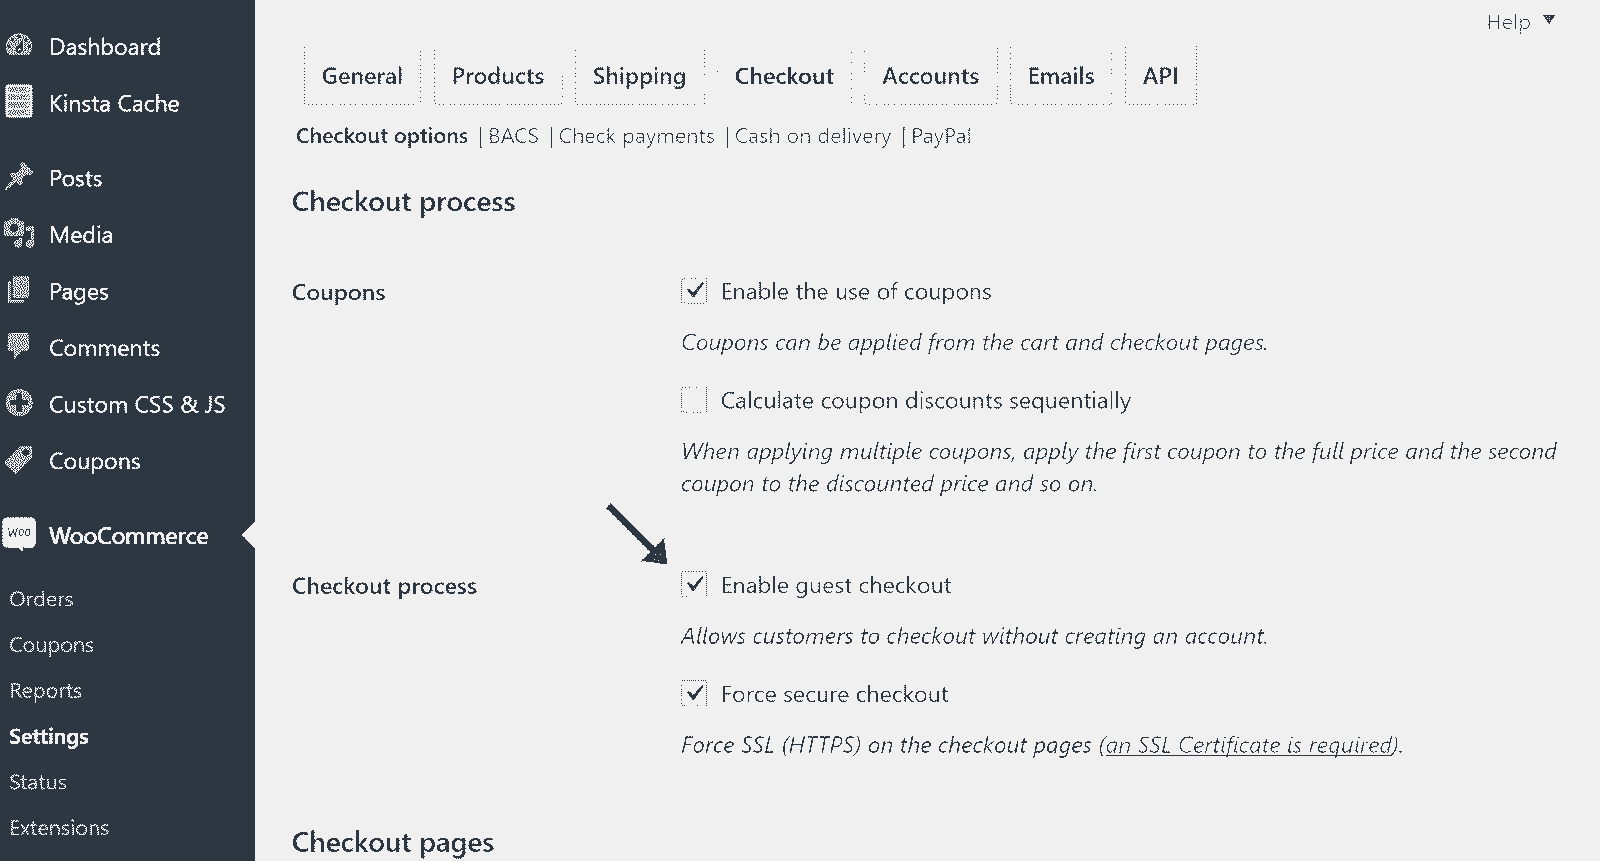 Help
Dashboard
Kinsta Cache
Posts
Media
Pages
Comments
Custom CSS & JS
Coupons
Woo WooCommerce
Orders
Coupons
Reports
Settings
Status
Extensions
General Products Shipping Checkout Accounts Emails API
Checkout options | BACS | Check payments | Cash on delivery | PayPal
Checkout process
Coupons
Enable the use of coupons
Coupons can be applied from the cart and checkout pages.
Calculate coupon discounts sequentially
When applying multiple coupons, apply the first coupon to the full price and the second
coupon to the discounted price and so on.
Checkout process
Enable guest checkout
Allows customers to checkout without creating an account.
Force secure checkout
Force SSL (HTTPS) on the checkout pages (an SSL Certificate is required).
Checkout pages